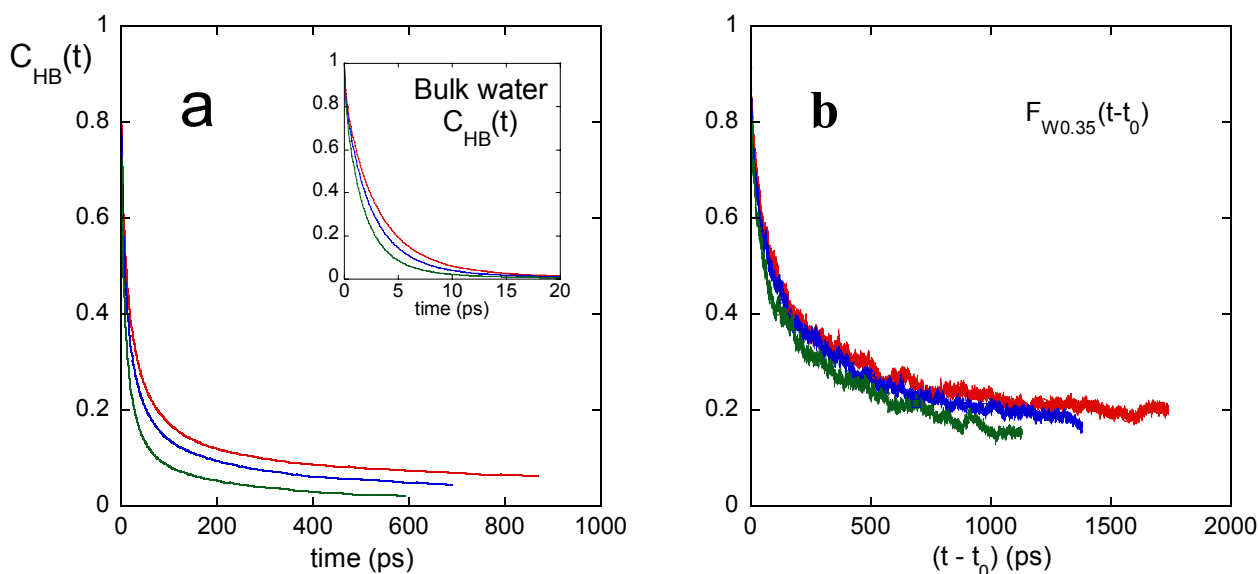 1
0.8
0.6
0.4
0.2
0
C_HB(t)
a
0 200 400 600 800 1000
time (ps)
1
0.8
0.6
0.4
0.2
0
Bulk water
C_HB(t)
0 5 10 15 20
time (ps)
1
0.8
0.6
0.4
0.2
0
b
F_W0.35(t-t_0)
0 500 1000 1500 2000
(t - t_0) (ps)